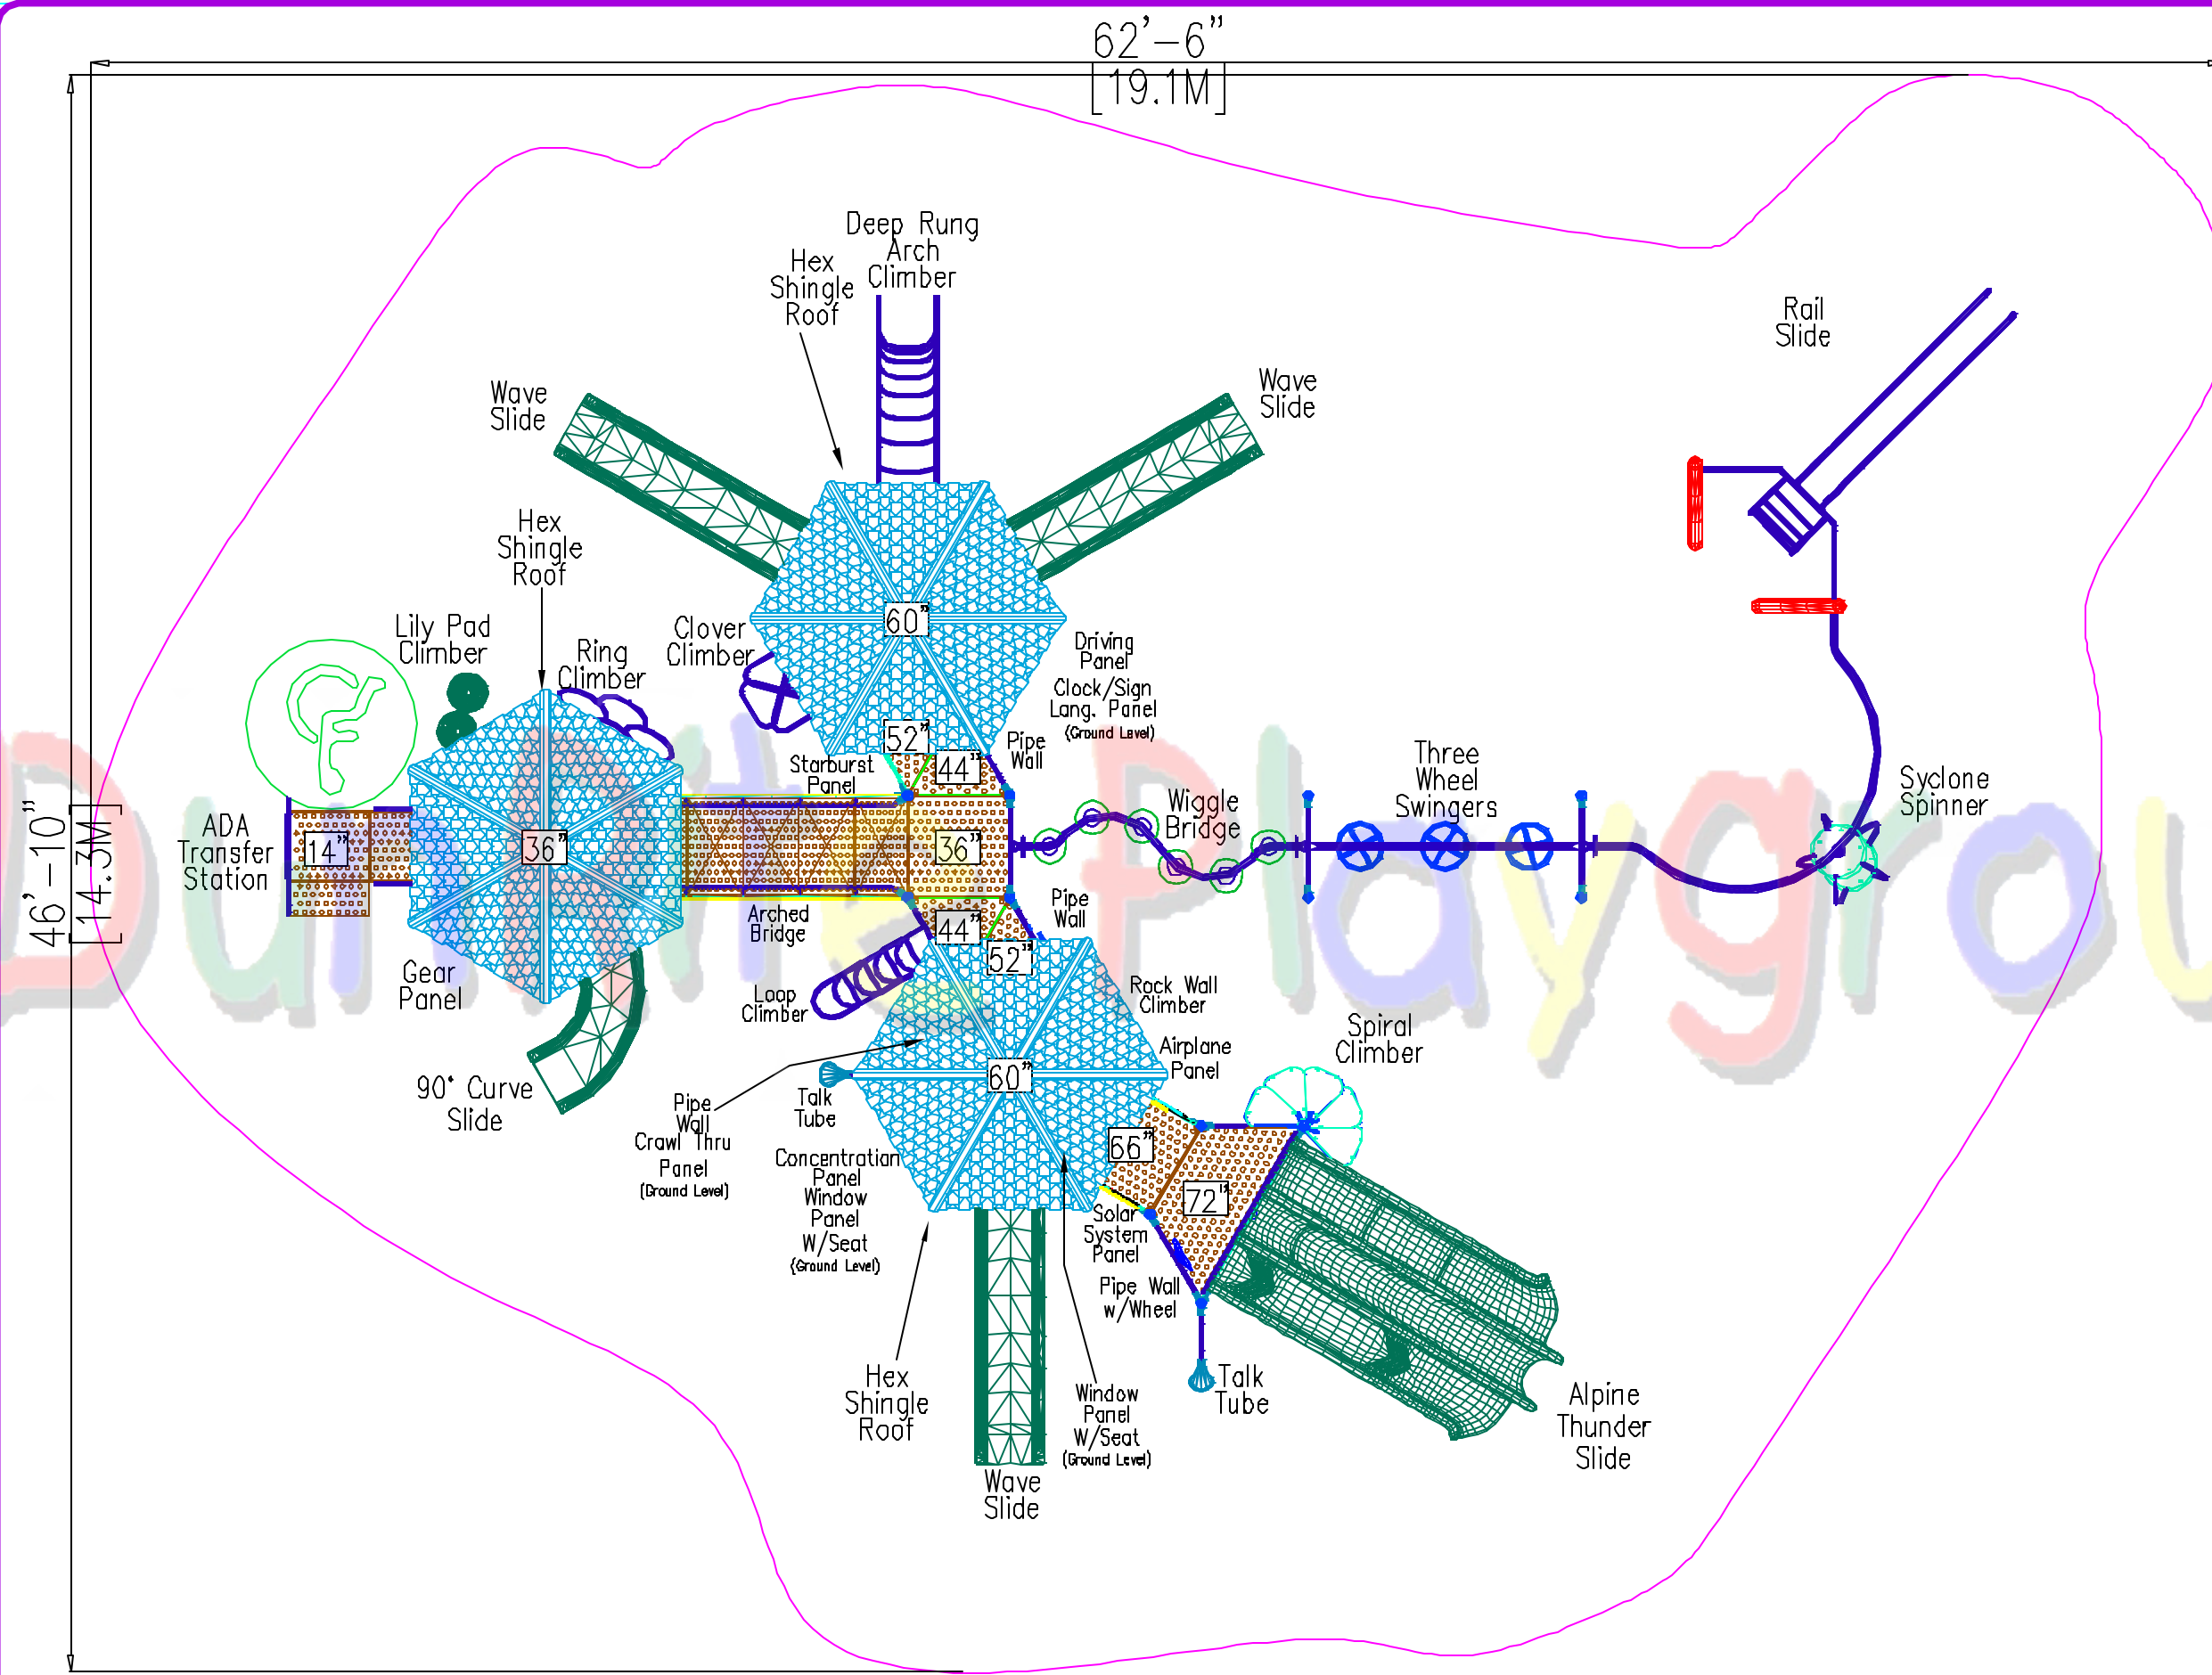 62'-6"
[19.1M]
46'-10"
[14.3M]
Deep Rung
Arch
Climber
Hex
Shingle
Roof
Rail
Slide
Wave
Slide
Wave
Slide
Hex
Shingle
Roof
Lily Pad
Climber
Ring
Climber
Clover
Climber
60"
Driving
Panel
Clock/Sign
Lang. Panel
(Ground Level)
52"
44"
Pipe
Wall
Starburst
Panel
Three
Wheel
Swingers
Syclone
Spinner
Wiggle
Bridge
ADA
Transfer
Station
14"
36"
36"
Dunrite Playgrou
Arched
Bridge
44"
52"
Pipe
Wall
Gear
Panel
Loop
Climber
Rock Wall
Climber
Spiral
Climber
Airplane
Panel
60"
90° Curve
Slide
Talk
Tube
Pipe
Wall
Crawl Thru
Panel
(Ground Level)
66"
Concentration
Panel
Window
Panel
W/Seat
(Ground Level)
72"
Solar
System
Panel
Pipe Wall
w/Wheel
Hex
Shingle
Roof
Window
Panel
W/Seat
(Ground Level)
Talk
Tube
Alpine
Thunder
Slide
Wave
Slide